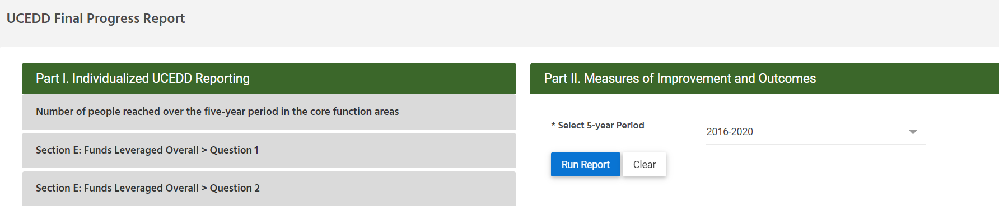 UCEDD Final Progress Report
Part I. Individualized UCEDD Reporting
Number of people reached over the five-year period in the core function areas
Section E: Funds Leveraged Overall > Question 1
Section E: Funds Leveraged Overall > Question 2
Part II. Measures of Improvement and Outcomes
* Select 5-year Period
2016-2020
Run Report
Clear